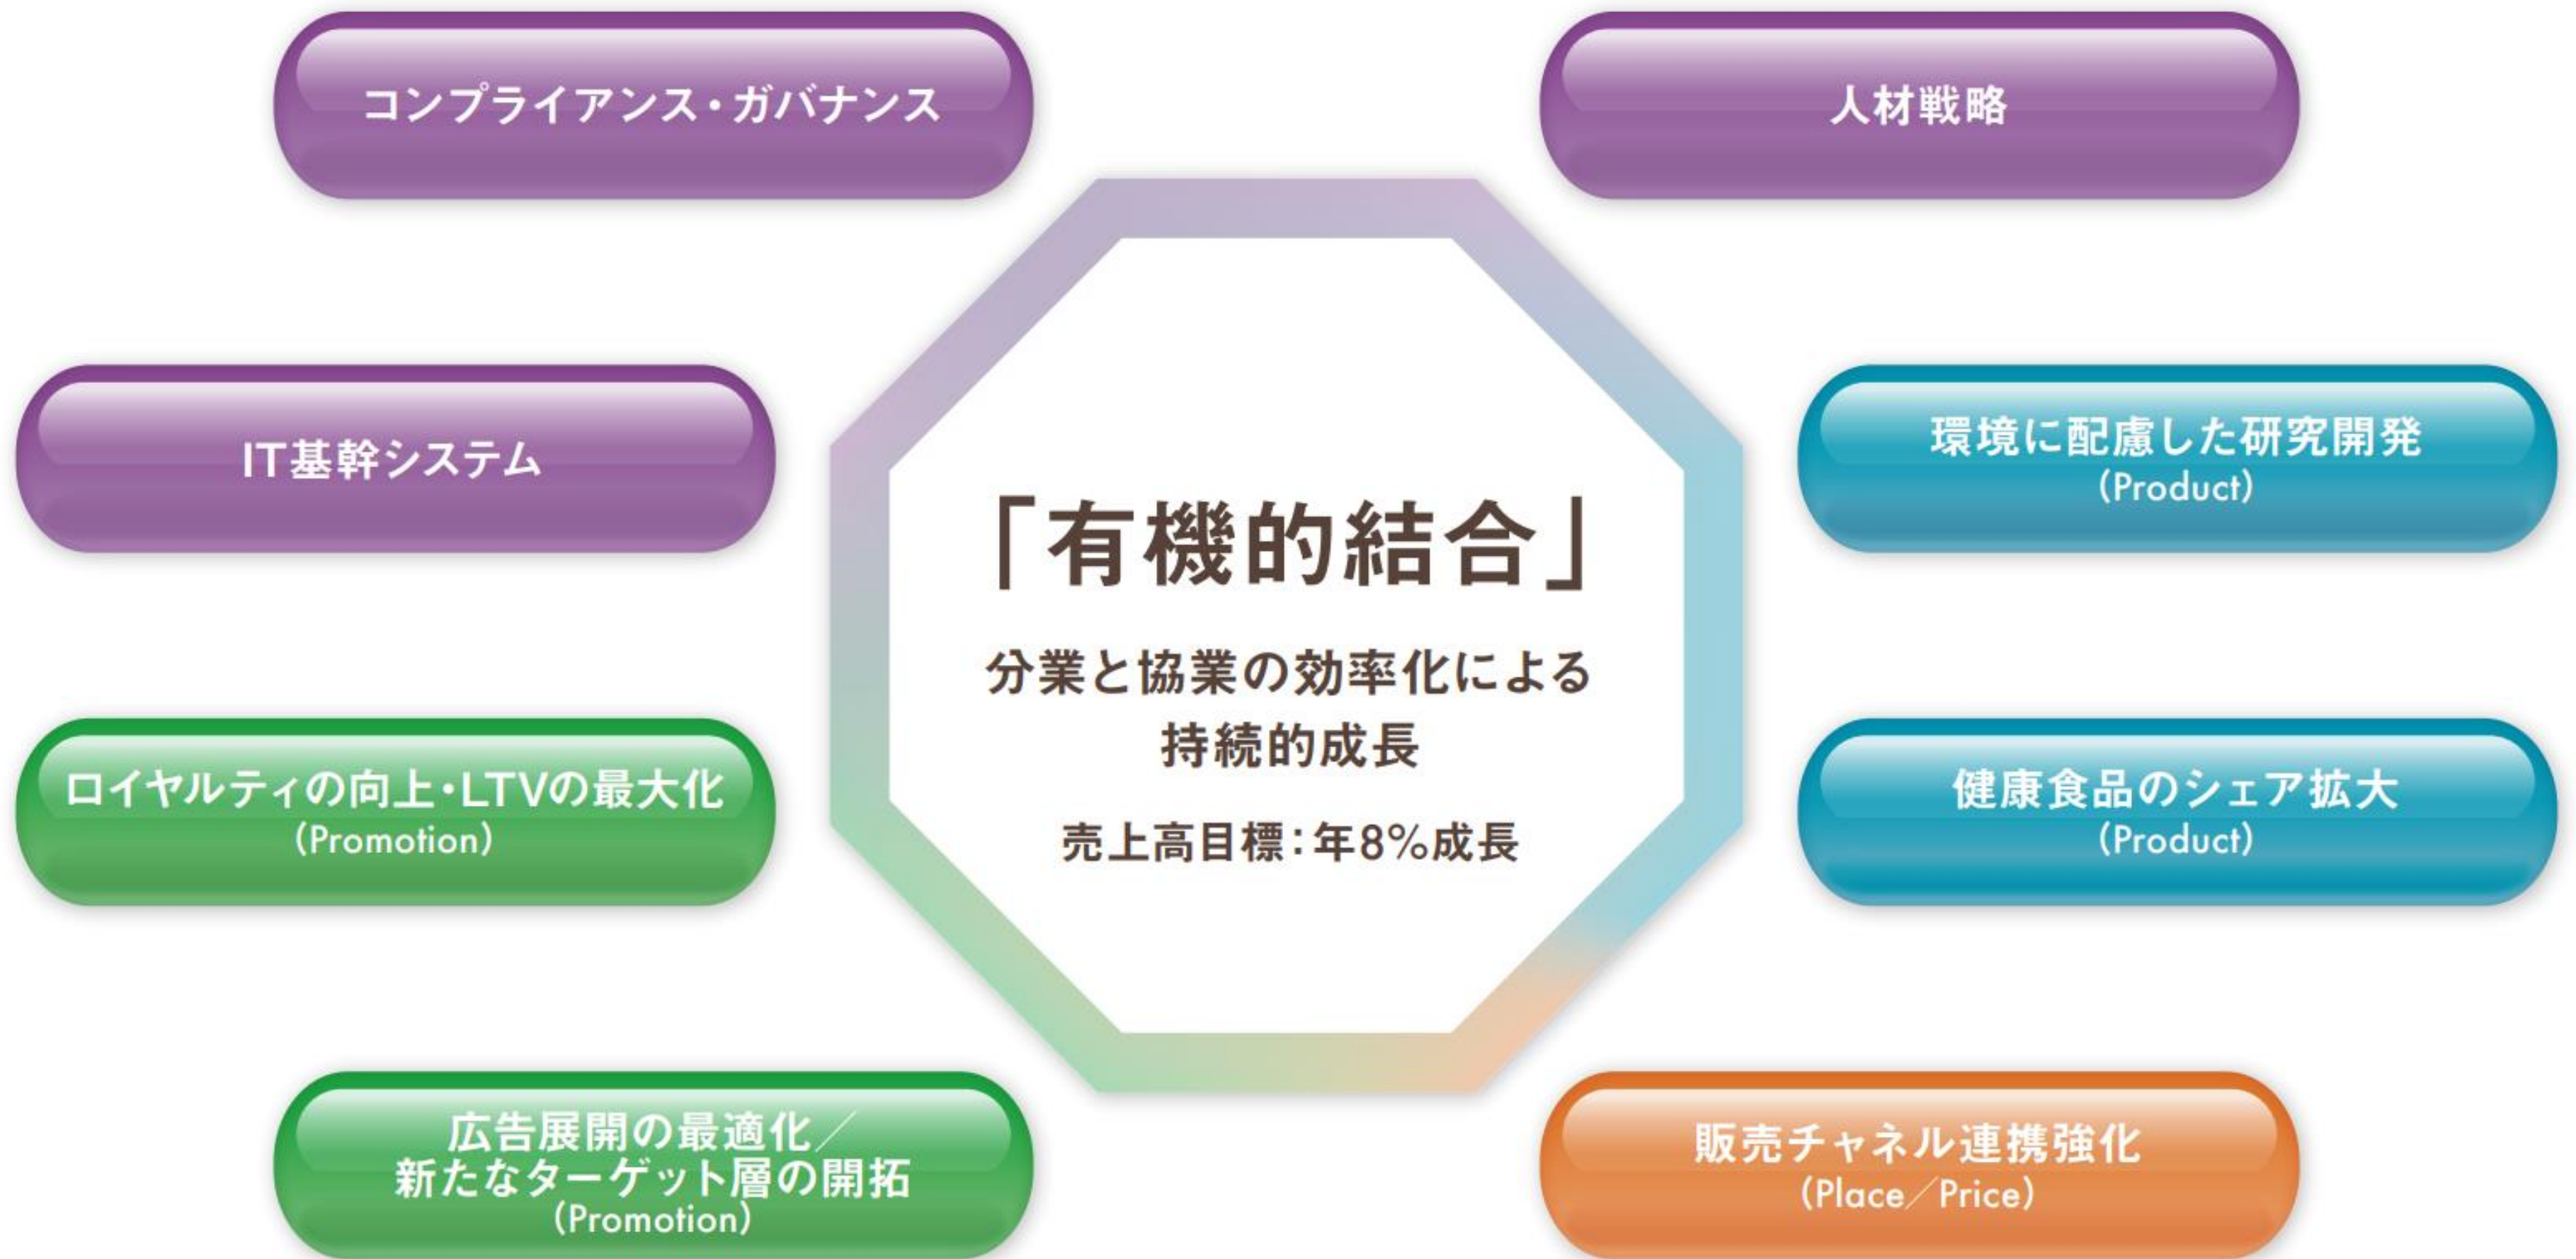 コンプライアンス・ガバナンス
人材戦略
IT基幹システム
環境に配慮した研究開発
(Product)
「有機的結合」
分業と協業の効率化による
持続的成長
売上高目標：年8%成長
ロイヤルティの向上・LTVの最大化
(Promotion)
健康食品のシェア拡大
(Product)
広告展開の最適化／
新たなターゲット層の開拓
(Promotion)
販売チャネル連携強化
(Place／Price)